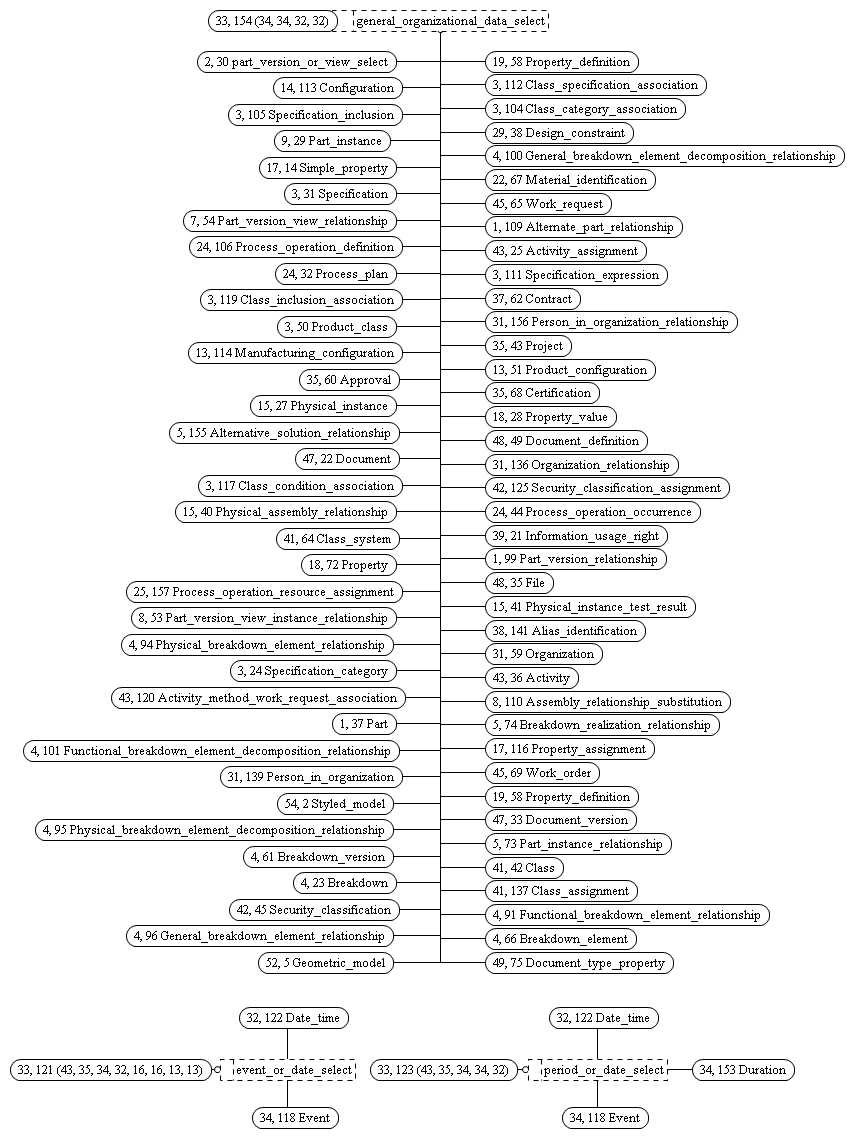 33, 154 (34, 34, 32, 32)
general_organizational_data_select
2, 30 part_version_or_view_select
14, 113 Configuration
3, 105 Specification_inclusion
9, 29 Part_instance
17, 14 Simple_property
3, 31 Specification
7, 54 Part_version_view_relationship
24, 106 Process_operation_definition
24, 32 Process_plan
3, 119 Class_inclusion_association
3, 50 Product_class
13, 114 Manufacturing_configuration
35, 60 Approval
15, 27 Physical_instance
5, 155 Alternative_solution_relationship
47, 22 Document
3, 117 Class_condition_association
15, 40 Physical_assembly_relationship
41, 64 Class_system
18, 72 Property
25, 157 Process_operation_resource_assignment
8, 53 Part_version_view_instance_relationship
4, 94 Physical_breakdown_element_relationship
3, 24 Specification_category
43, 120 Activity_method_work_request_association
1, 37 Part
4, 101 Functional_breakdown_element_decomposition_relationship
31, 139 Person_in_organization
54, 2 Styled_model
4, 95 Physical_breakdown_element_decomposition_relationship
4, 61 Breakdown_version
4, 23 Breakdown
42, 45 Security_classification
4, 96 General_breakdown_element_relationship
52, 5 Geometric_model
19, 58 Property_definition
3, 112 Class_specification_association
3, 104 Class_category_association
29, 38 Design_constraint
4, 100 General_breakdown_element_decomposition_relationship
22, 67 Material_identification
45, 65 Work_request
1, 109 Alternate_part_relationship
43, 25 Activity_assignment
3, 111 Specification_expression
37, 62 Contract
31, 156 Person_in_organization_relationship
35, 43 Project
13, 51 Product_configuration
35, 68 Certification
18, 28 Property_value
48, 49 Document_definition
31, 136 Organization_relationship
42, 125 Security_classification_assignment
24, 44 Process_operation_occurrence
39, 21 Information_usage_right
1, 99 Part_version_relationship
48, 35 File
15, 41 Physical_instance_test_result
38, 141 Alias_identification
31, 59 Organization
43, 36 Activity
8, 110 Assembly_relationship_substitution
5, 74 Breakdown_realization_relationship
17, 116 Property_assignment
45, 69 Work_order
19, 58 Property_definition
47, 33 Document_version
5, 73 Part_instance_relationship
41, 42 Class
41, 137 Class_assignment
4, 91 Functional_breakdown_element_relationship
4, 66 Breakdown_element
49, 75 Document_type_property
32, 122 Date_time
33, 121 (43, 35, 34, 32, 16, 16, 13, 13)
event_or_date_select
34, 118 Event
32, 122 Date_time
33, 123 (43, 35, 34, 34, 32)
period_or_date_select
34, 153 Duration
34, 118 Event